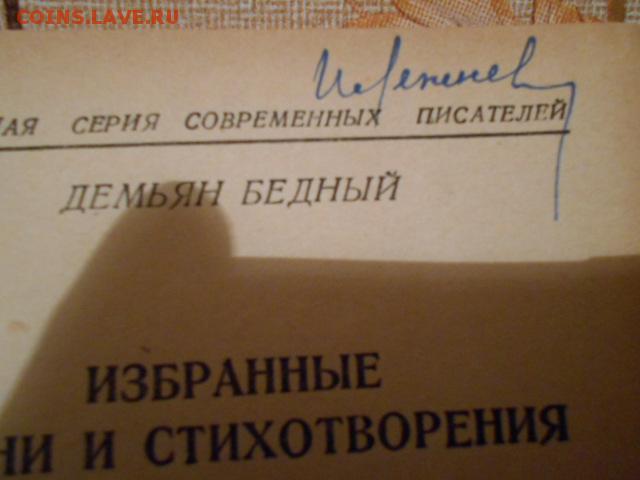 COINS.LAVE.RU
АЯ СЕРИЯ СОВРЕМЕННЫХ ПИСАТЕЛЕЙ
ДЕМЬЯН БЕДНЫЙ
ИЗБРАННЫЕ
НИ И СТИХОТВОРЕНИЯ